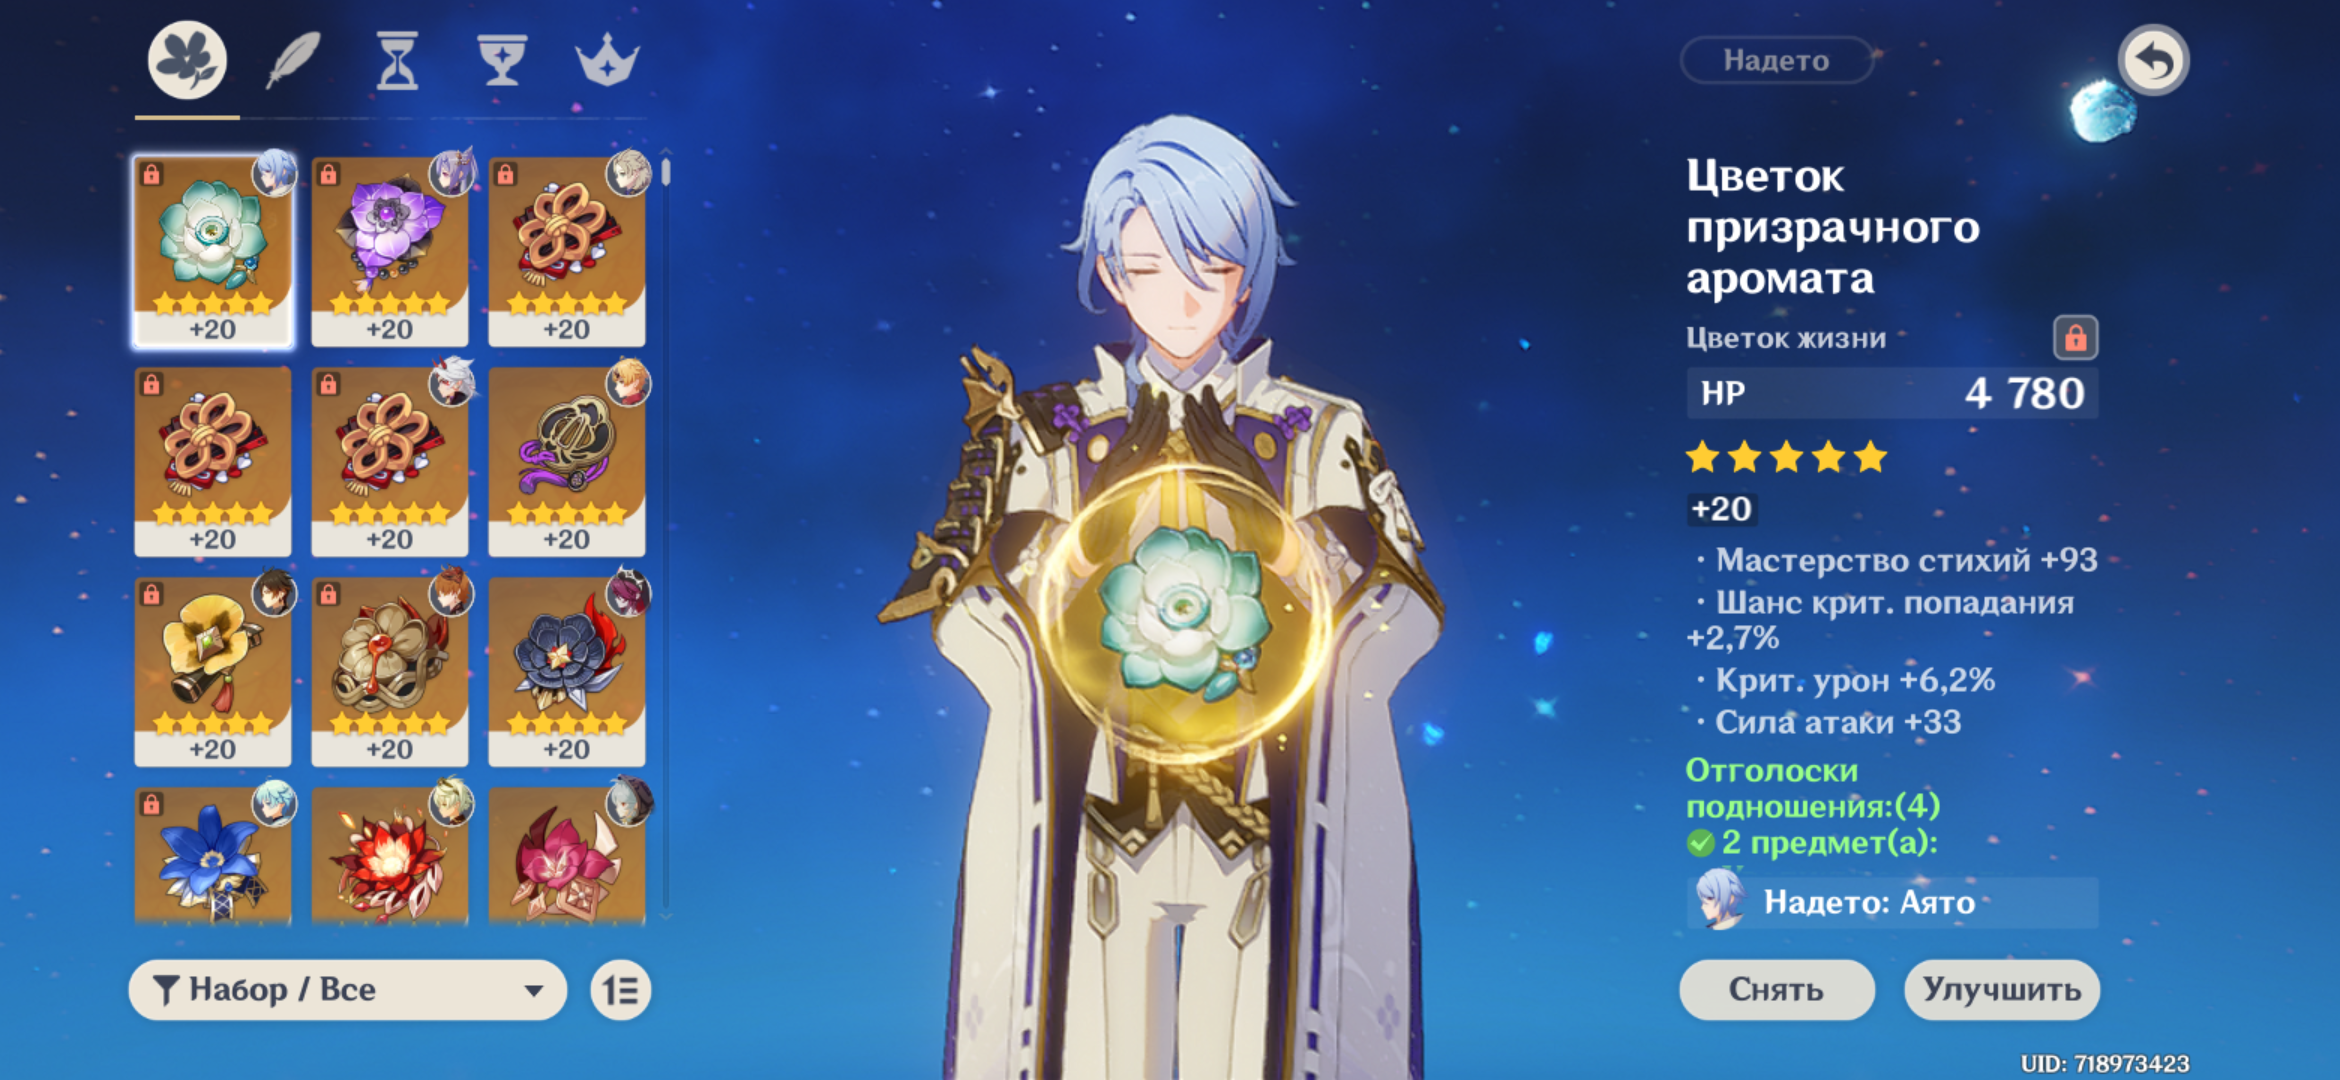 Надето
Цветок
призрачного
аромата
Цветок жизни
HP 4 780
+20
· Мастерство стихий +93
· Шанс крит. попадания
+2,7%
· Крит. урон +6,2%
· Сила атаки +33
Отголоски
подношения:(4)
2 предмет(а):
Надето: Аято
Снять
Улучшить
+20
+20
+20
+20
+20
+20
+20
+20
+20
Набор / Все
UID: 718973423